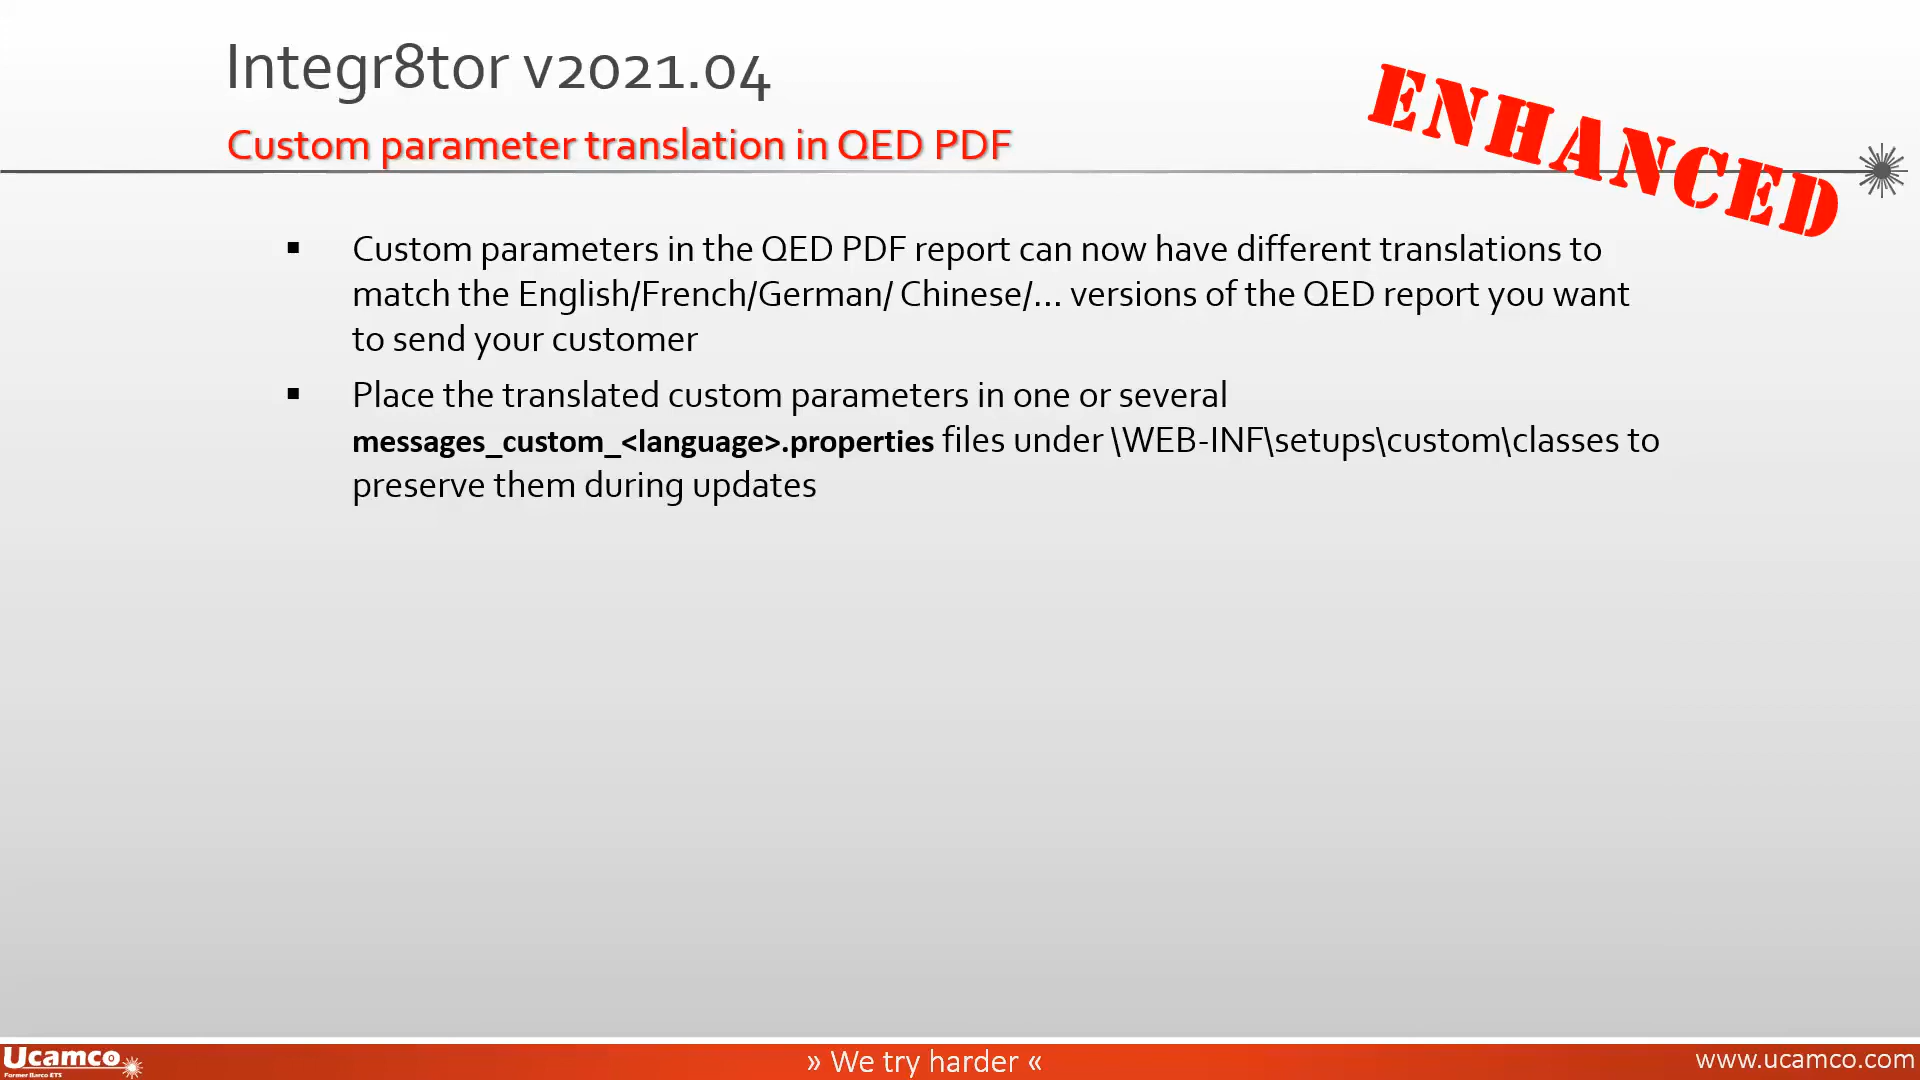 Integr8tor v2021.04
Custom parameter translation in QED PDF
ENHANCED
▪ Custom parameters in the QED PDF report can now have different translations to
match the English/French/German/ Chinese/... versions of the QED report you want
to send your customer
▪ Place the translated custom parameters in one or several
messages_custom_<language>.properties files under \WEB-INF\setups\custom\classes to
preserve them during updates
Ucamco
Former Barco ETS
» We try harder «
www.ucamco.com